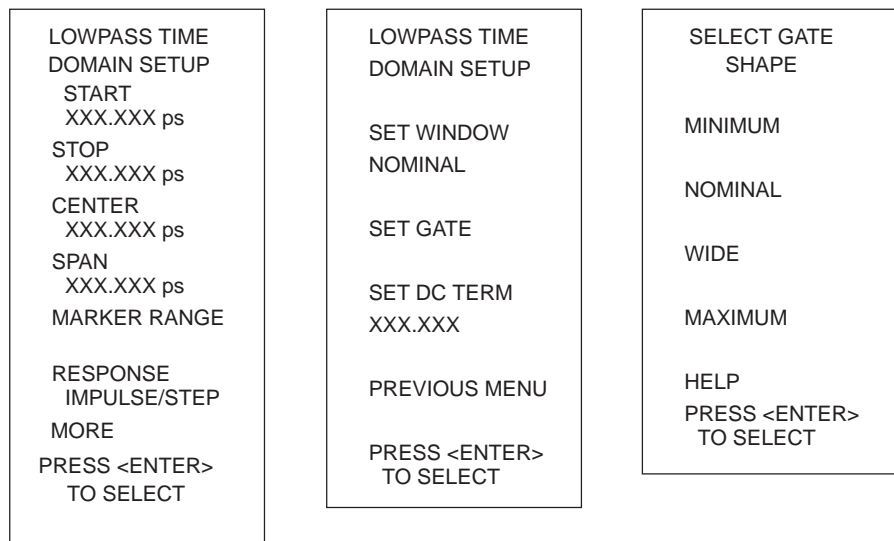 LOWPASS TIME
DOMAIN SETUP
START
XXX.XXX ps
STOP
XXX.XXX ps
CENTER
XXX.XXX ps
SPAN
XXX.XXX ps
MARKER RANGE
RESPONSE
IMPULSE/STEP
MORE
PRESS <ENTER>
TO SELECT
LOWPASS TIME
DOMAIN SETUP
SET WINDOW
NOMINAL
SET GATE
SET DC TERM
XXX.XXX
PREVIOUS MENU
PRESS <ENTER>
TO SELECT
SELECT GATE
SHAPE
MINIMUM
NOMINAL
WIDE
MAXIMUM
HELP
PRESS <ENTER>
TO SELECT